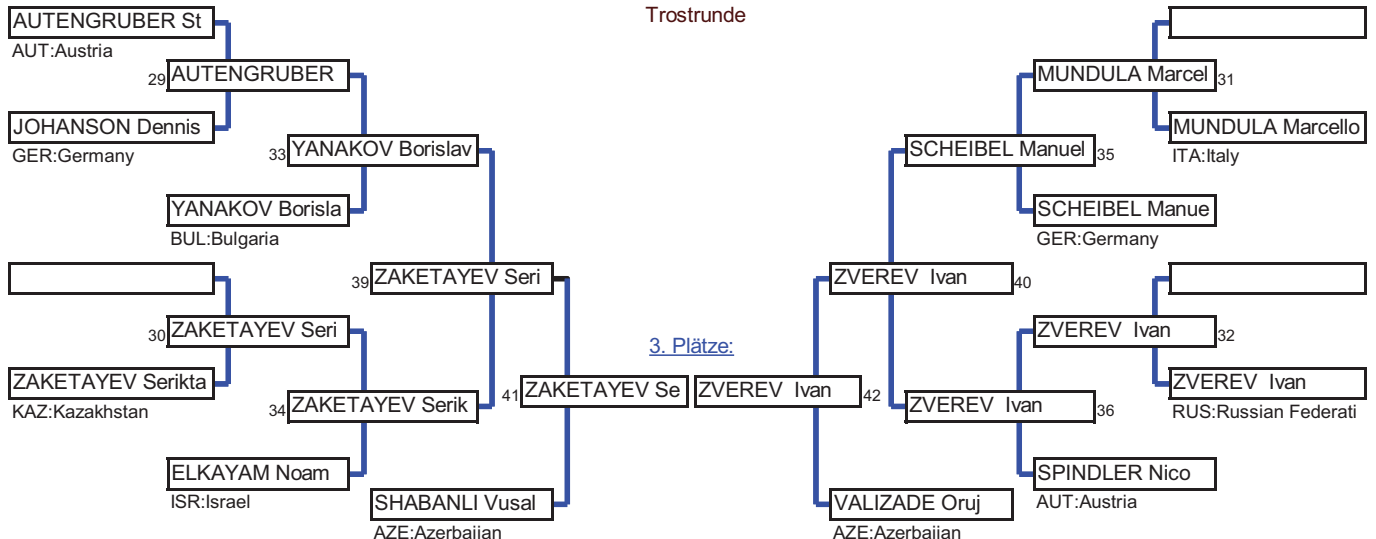 Trostrunde
AUTENGRUBER St
AUT:Austria
29 AUTENGRUBER
JOHANSON Dennis
GER:Germany
33 YANAKOV Borislav
YANAKOV Borisla
BUL:Bulgaria
39 ZAKETAYEV Seri
30 ZAKETAYEV Seri
ZAKETAYEV Serikta
KAZ:Kazakhstan
34 ZAKETAYEV Serik
ELKAYAM Noam
ISR:Israel
41 ZAKETAYEV Se
SHABANLI Vusal
AZE:Azerbaijan
3. Plätze:
MUNDULA Marcel 31
MUNDULA Marcello
ITA:Italy
SCHEIBEL Manuel 35
SCHEIBEL Manue
GER:Germany
ZVEREV Ivan 40
ZVEREV Ivan 32
ZVEREV Ivan
RUS:Russian Federati
ZVEREV Ivan 42
ZVEREV Ivan 36
SPINDLER Nico
AUT:Austria
VALIZADE Oruj
AZE:Azerbaijan